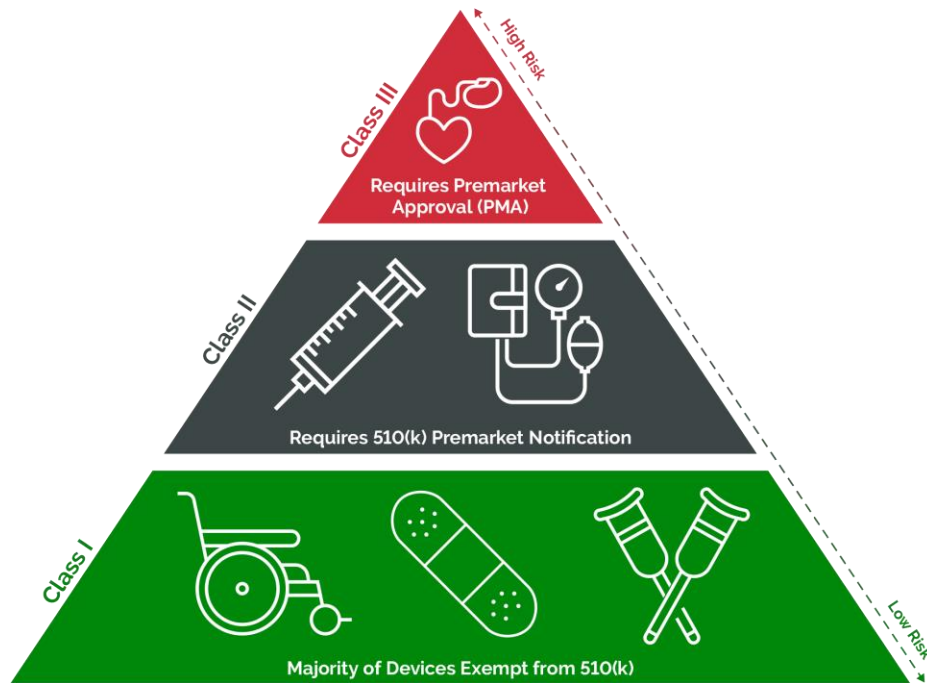 High Risk
Class III
Requires Premarket
Approval (PMA)
Class II
Requires 510(k) Premarket Notification
Class I
Low Risk
Majority of Devices Exempt from 510(k)